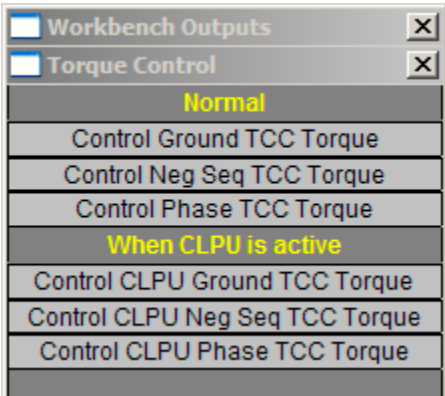 Workbench Outputs
Torque Control
Normal
Control Ground TCC Torque
Control Neg Seq TCC Torque
Control Phase TCC Torque
When CLPU is active
Control CLPU Ground TCC Torque
Control CLPU Neg Seq TCC Torque
Control CLPU Phase TCC Torque